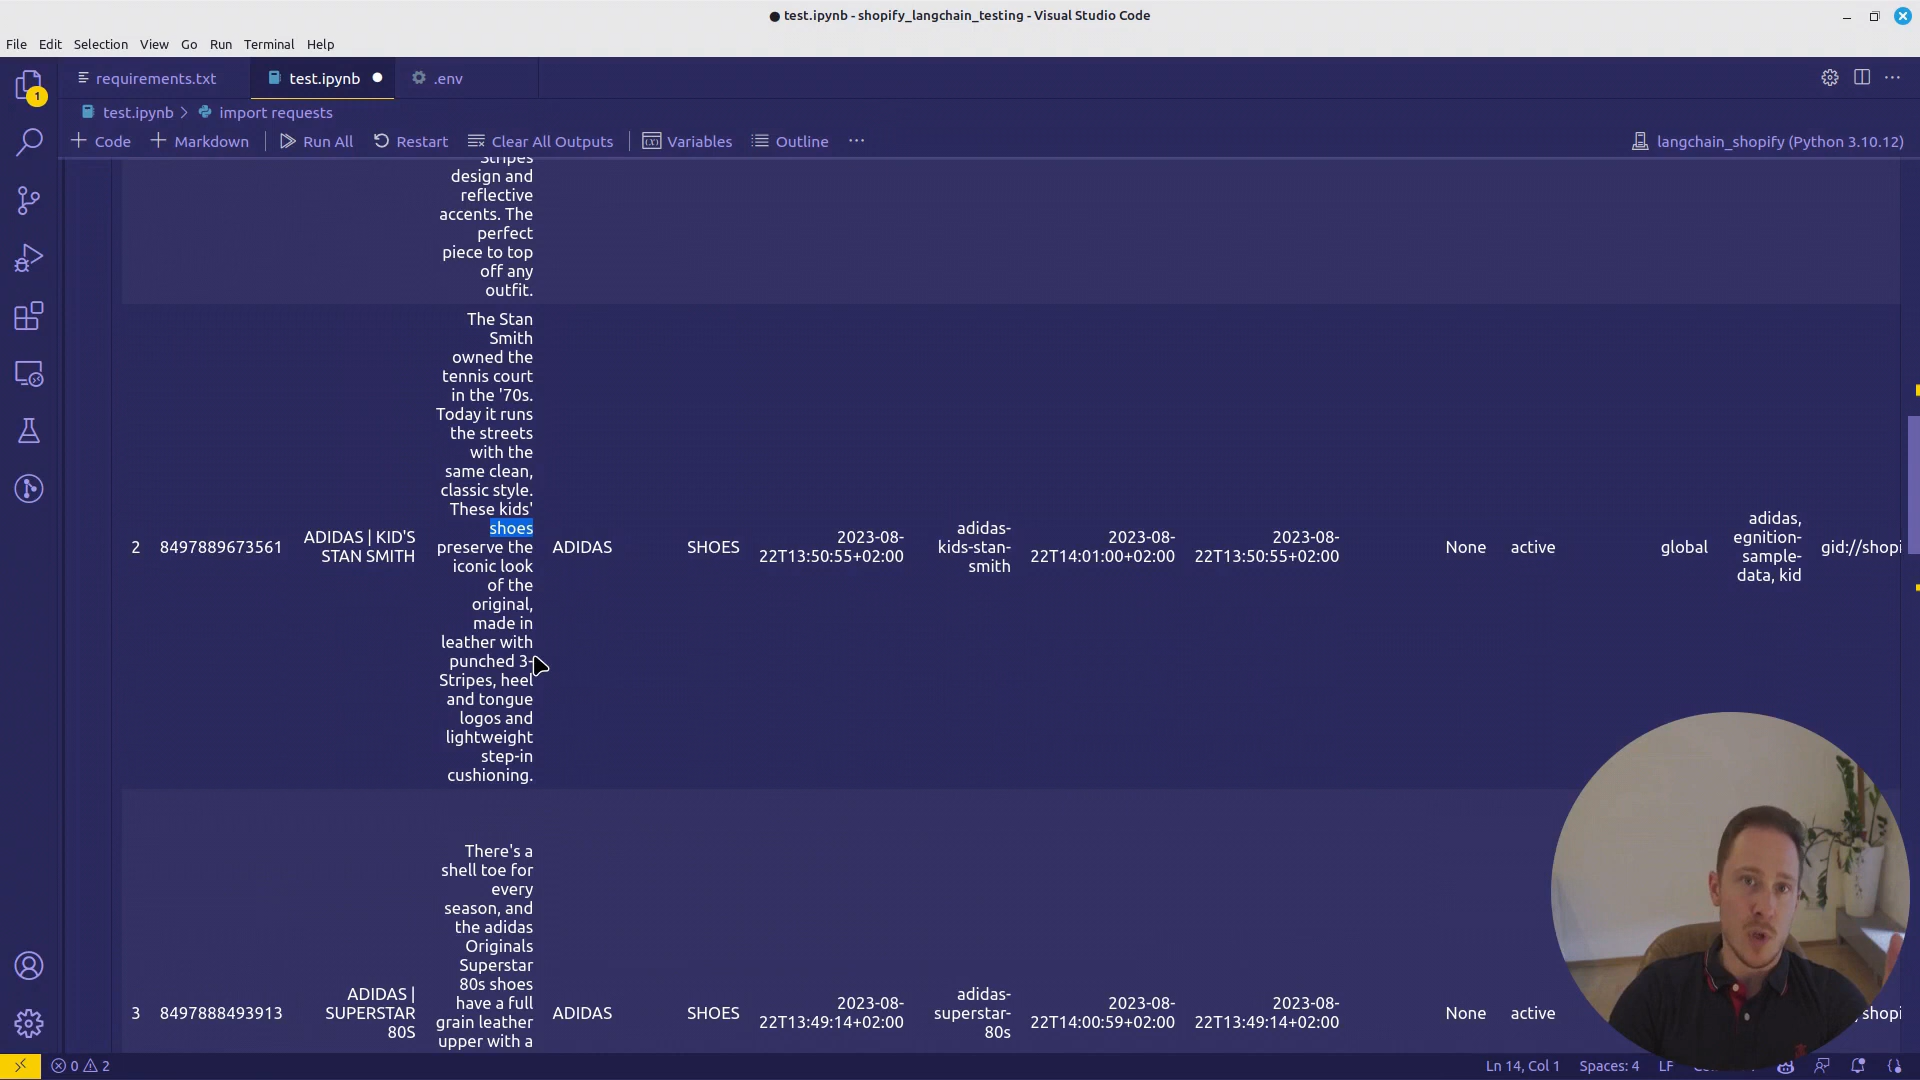 test.ipynb - shopify_langchain_testing - Visual Studio Code
File Edit Selection View Go Run Terminal Help
1
requirements.txt
test.ipynb
.env
test.ipynb > import requests
Code
Markdown
Run All
Restart
Clear All Outputs
Variables
Outline
langchain_shopify (Python 3.10.12)
Stripes
design and
reflective
accents. The
perfect
piece to top
off any
outfit.
2
8497889673561
ADIDAS | KID'S
STAN SMITH
The Stan
Smith
owned the
tennis court
in the '70s.
Today it runs
the streets
with the
same clean,
classic style.
These kids'
shoes
preserve the
iconic look
of the
original,
made in
leather with
punched 3-
Stripes, heel
and tongue
logos and
lightweight
step-in
cushioning.
ADIDAS
SHOES
2023-08-
22T13:50:55+02:00
adidas-
kids-stan-
smith
2023-08-
22T14:01:00+02:00
2023-08-
22T13:50:55+02:00
None
active
global
adidas,
egnition-
sample-
data, kid
gid://shopi
3
8497888493913
ADIDAS |
SUPERSTAR
80S
There's a
shell toe for
every
season, and
the adidas
Originals
Superstar
80s shoes
have a full
grain leather
upper with a
ADIDAS
SHOES
2023-08-
22T13:49:14+02:00
adidas-
superstar-
80s
2023-08-
22T14:00:59+02:00
2023-08-
22T13:49:14+02:00
None
active
shopi
0 2
Ln 14, Col 1
Spaces: 4
LF